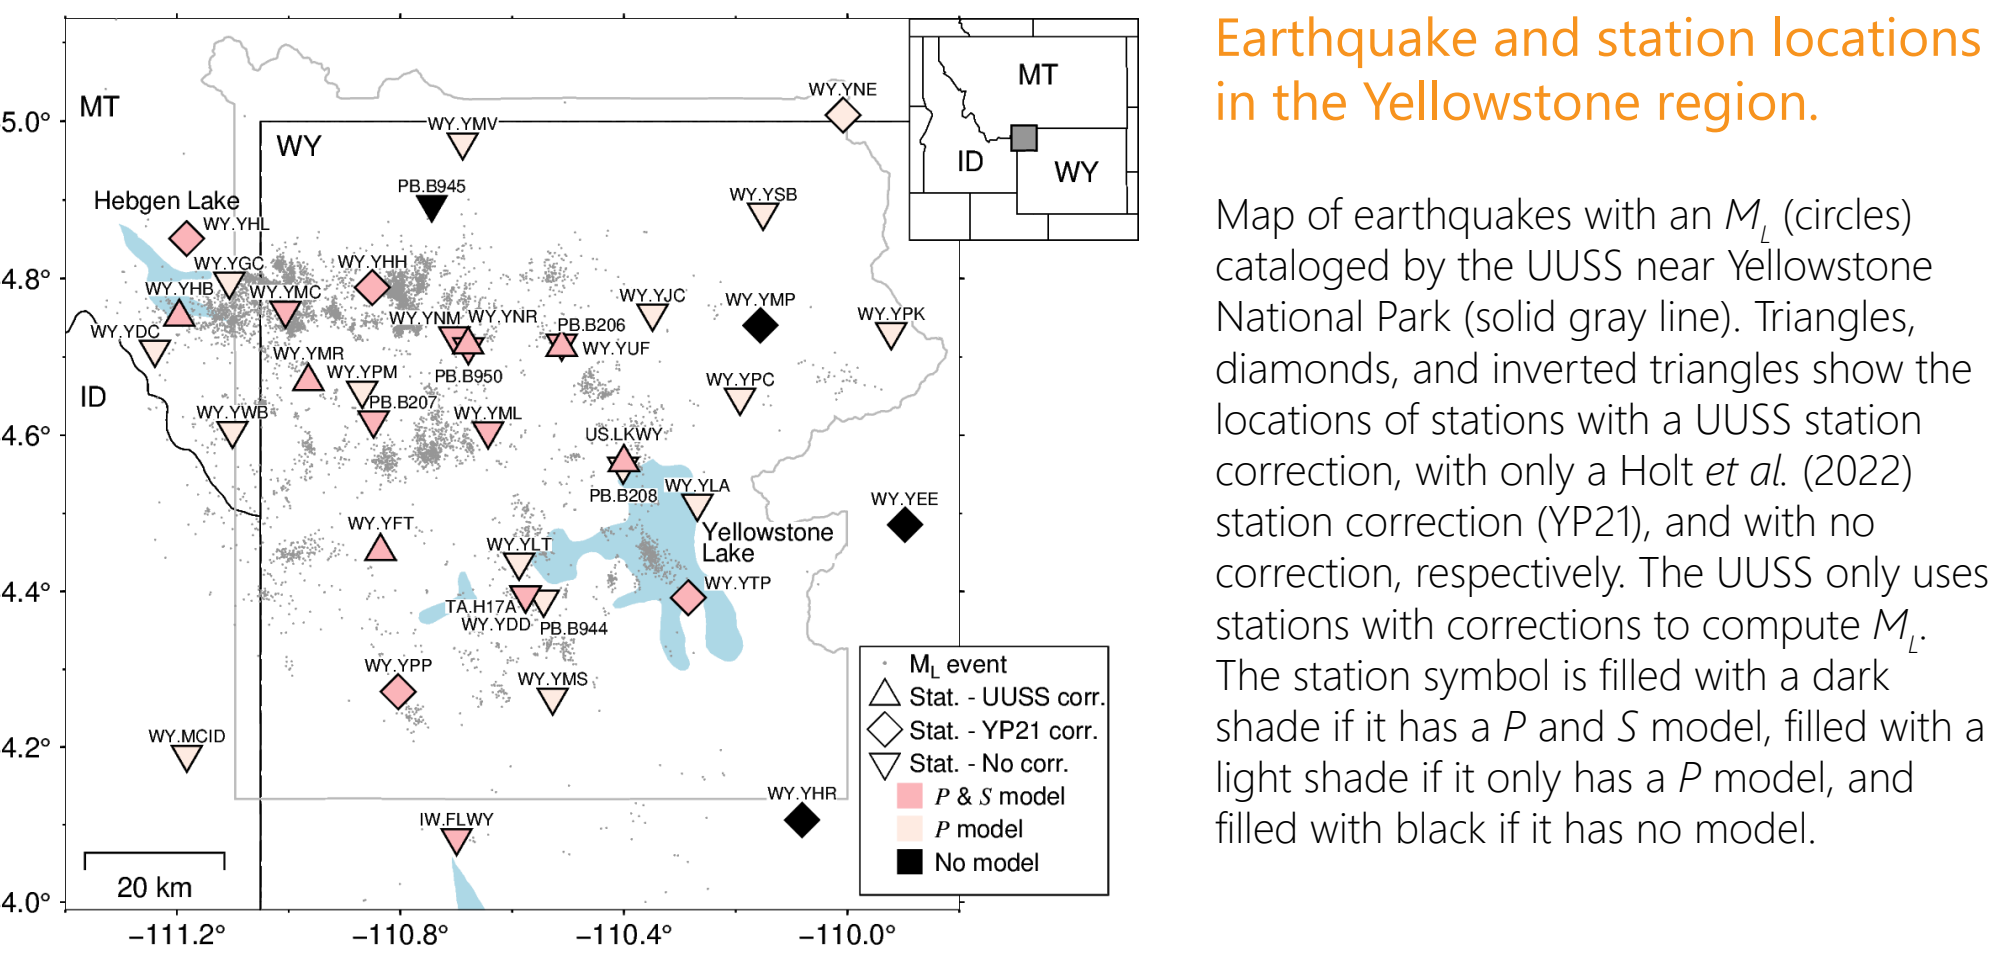 MT
WY
ID
Hebgen Lake
WY.YNE
WY.YMV
PB.B945
WY.YSB
WY.YHL
WY.YGC
WY.YHH
WY.YHB
WY.YMC
WY.YJC
WY.YMP
WY.YPK
WY.YDC
WY.YNM
WY.YNR
PB.B206
WY.YUF
WY.YMR
WY.YPM
PB.B950
WY.YPC
PB.B207
WY.YWB
WY.YML
US.LKWY
PB.B208
WY.YLA
WY.YEE
WY.YFT
WY.YLT
Yellowstone
Lake
WY.YTP
TA.H17A
WY.YDD
PB.B944
WY.YPP
WY.YMS
WY.MCID
WY.YHR
IW.FLWY
20 km
5.0°
4.8°
4.6°
4.4°
4.2°
4.0°
−111.2°
−110.8°
−110.4°
−110.0°
MT
ID
WY
ML event
Stat. - UUSS corr.
Stat. - YP21 corr.
Stat. - No corr.
P & S model
P model
No model
Earthquake and station locations
in the Yellowstone region.
Map of earthquakes with an ML (circles)
cataloged by the UUSS near Yellowstone
National Park (solid gray line). Triangles,
diamonds, and inverted triangles show the
locations of stations with a UUSS station
correction, with only a Holt et al. (2022)
station correction (YP21), and with no
correction, respectively. The UUSS only uses
stations with corrections to compute ML.
The station symbol is filled with a dark
shade if it has a P and S model, filled with a
light shade if it only has a P model, and
filled with black if it has no model.